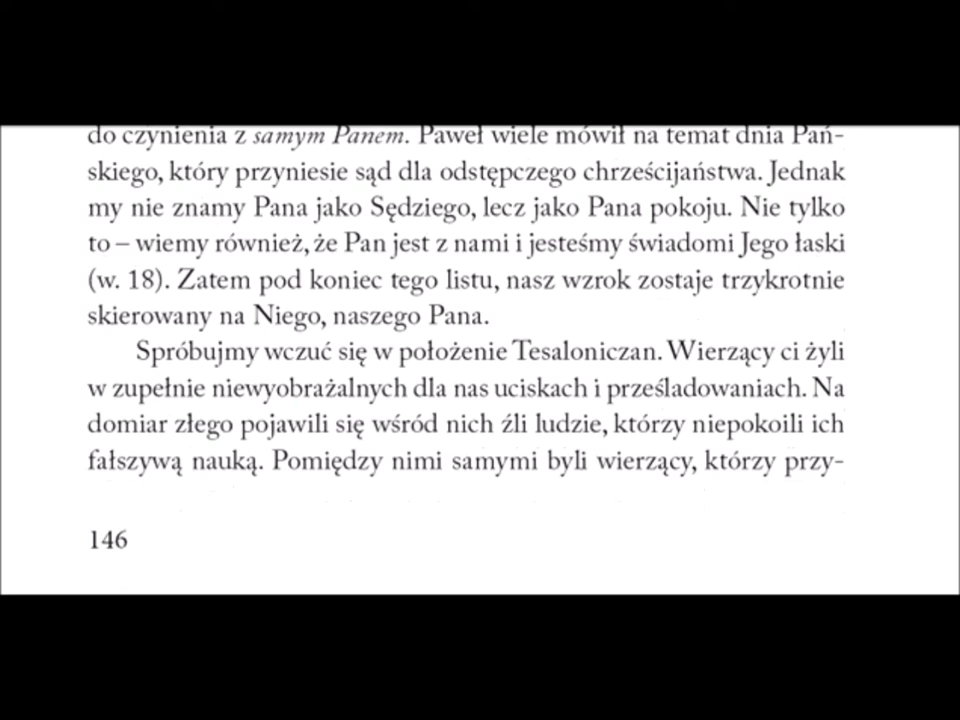 do czynienia z samym Panem. Paweł wiele mówił na temat dnia Pań-
skiego, który przyniesie sąd dla odstępczego chrześcijaństwa. Jednak
my nie znamy Pana jako Sędziego, lecz jako Pana pokoju. Nie tylko
to – wiemy również, że Pan jest z nami i jesteśmy świadomi Jego łaski
(w. 18). Zatem pod koniec tego listu, nasz wzrok zostaje trzykrotnie
skierowany na Niego, naszego Pana.
Spróbujmy wczuć się w położenie Tesaloniczan. Wierzący ci żyli
w zupełnie niewyobrażalnych dla nas uciskach i prześladowaniach. Na
domiar złego pojawili się wśród nich źli ludzie, którzy niepokoili ich
fałszywą nauką. Pomiędzy nimi samymi byli wierzący, którzy przy-
146